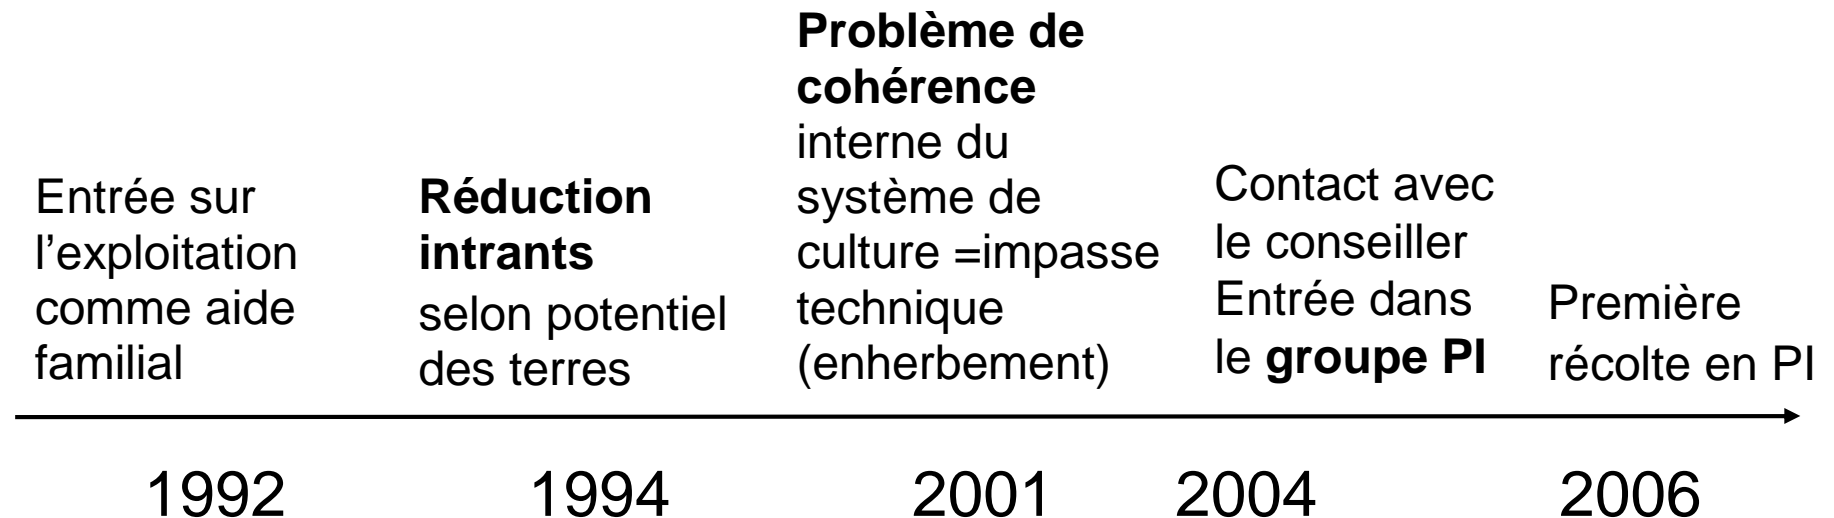 Entrée sur
l’exploitation
comme aide
familial
Réduction
intrants
selon potentiel
des terres
Problème de
cohérence
interne du
système de
culture =impasse
technique
(enherbement)
Contact avec
le conseiller
Entrée dans
le groupe PI
Première
récolte en PI
1992
1994
2001
2004
2006